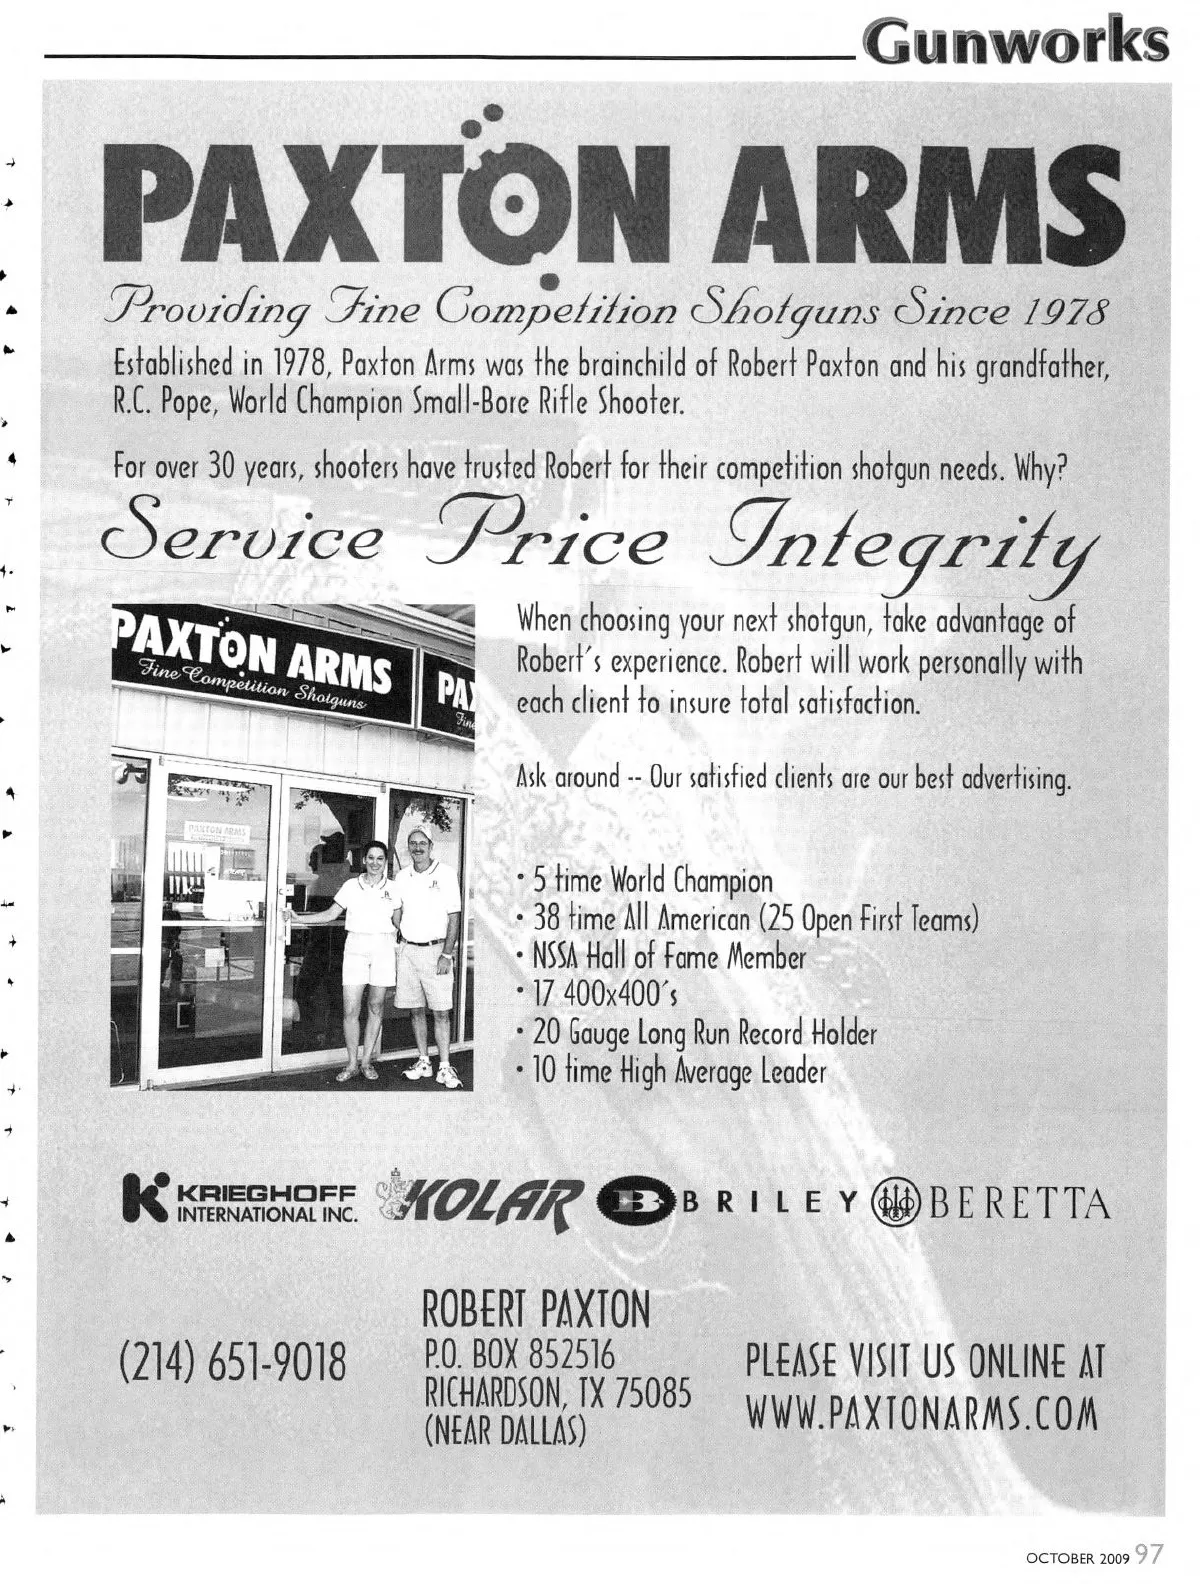 Gunworks
PAXTON ARMS
Providing Fine Competition Shotguns Since 1978
Established in 1978, Paxton Arms was the brainchild of Robert Paxton and his grandfather,
R.C. Pope, World Champion Small-Bore Rifle Shooter.
For over 30 years, shooters have trusted Robert for their competition shotgun needs. Why?
Service Price Integrity
PAXTON ARMS
Fine Competition Shotguns
PAX
Fine
PAXTON ARMS
When choosing your next shotgun, take advantage of
Robert's experience. Robert will work personally with
each client to insure total satisfaction.
Ask around -- Our satisfied clients are our best advertising.
• 5 time World Champion
• 38 time All American (25 Open First Teams)
• NSSA Hall of Fame Member
• 17 400x400's
• 20 Gauge Long Run Record Holder
• 10 time High Average Leader
KRIEGHOFF
INTERNATIONAL INC.
KOLAR
B BRILEY
BERETTA
(214) 651-9018
ROBERT PAXTON
P.O. BOX 852516
RICHARDSON, TX 75085
(NEAR DALLAS)
PLEASE VISIT US ONLINE AT
WWW.PAXTONARMS.COM
OCTOBER 2009 97